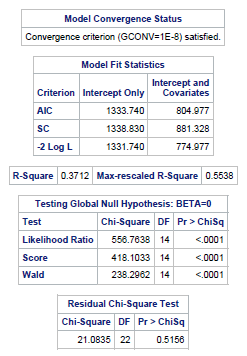 Model Convergence Status
Convergence criterion (GCONV=1E-8) satisfied.
Model Fit Statistics
Criterion Intercept Only Intercept and Covariates
AIC 1333.740 804.977
SC 1338.830 881.328
-2 Log L 1331.740 774.977
R-Square 0.3712 Max-rescaled R-Square 0.5538
Testing Global Null Hypothesis: BETA=0
Test Chi-Square DF Pr > ChiSq
Likelihood Ratio 556.7638 14 <.0001
Score 418.1033 14 <.0001
Wald 238.2962 14 <.0001
Residual Chi-Square Test
Chi-Square DF Pr > ChiSq
21.0835 22 0.5156